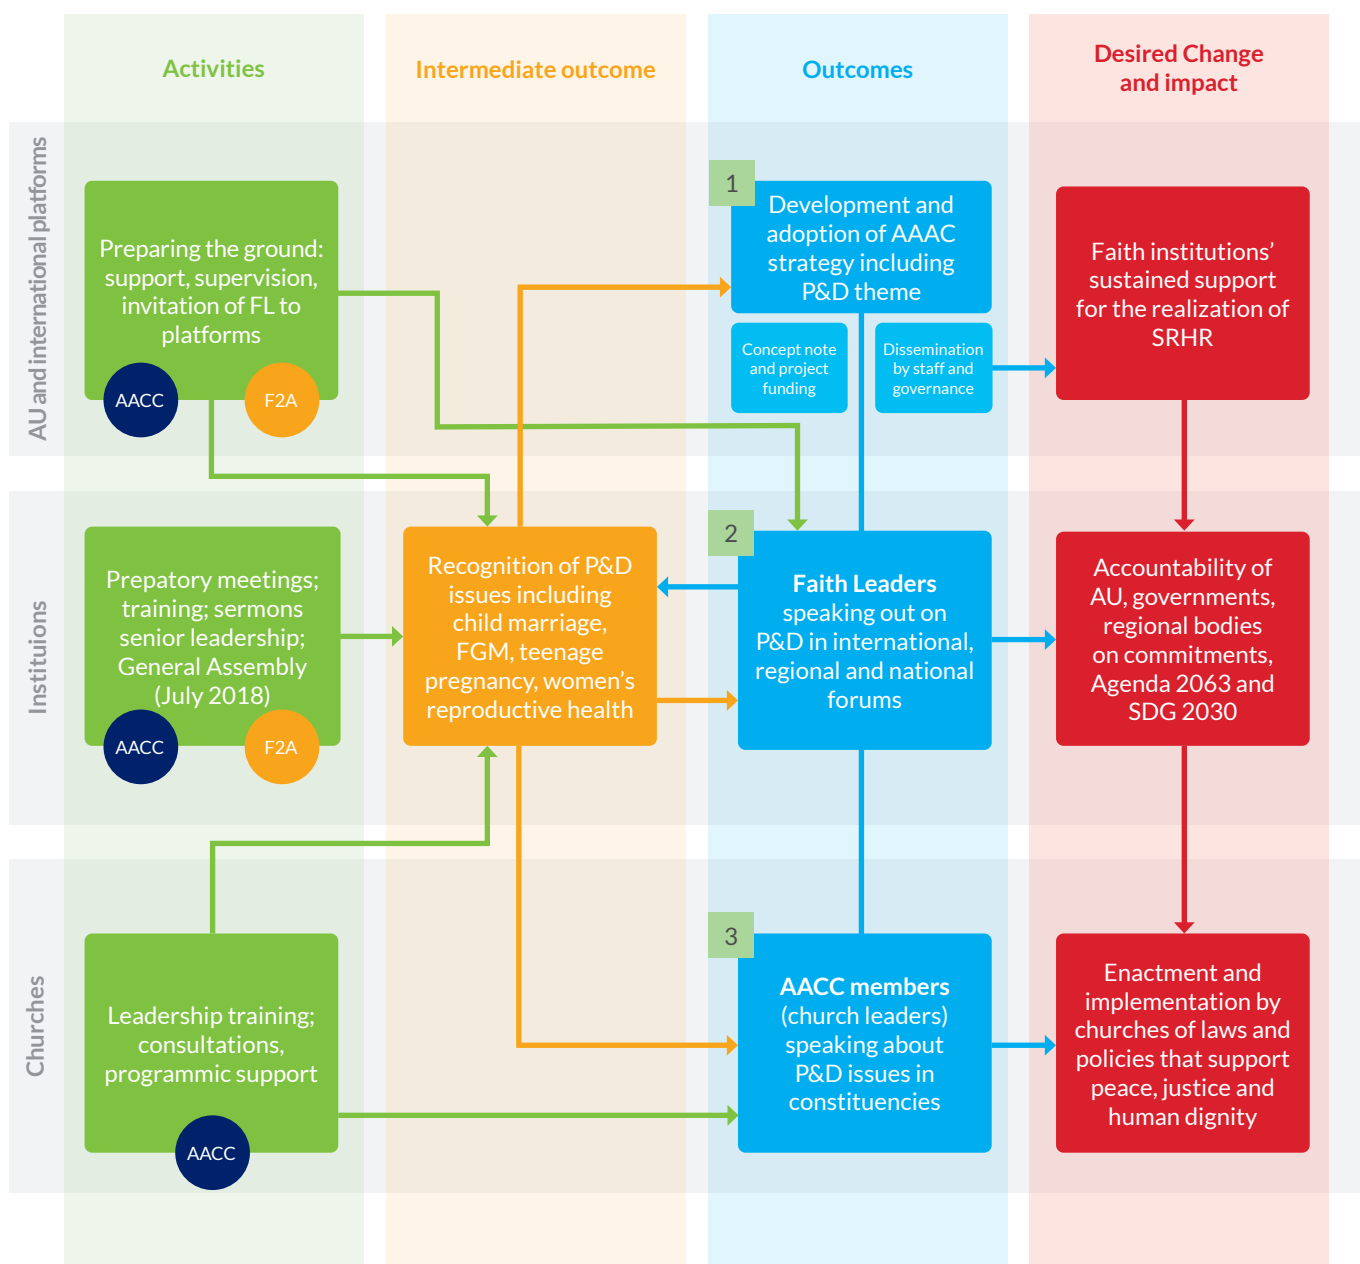 Activities
Intermediate outcome
Outcomes
Desired Change
and impact
AU and international platforms
Preparing the ground:
support, supervision,
invitation of FL to
platforms
AACC
F2A
1
Development and
adoption of AAAC
strategy including
P&D theme
Concept note
and project
funding
Dissemination
by staff and
governance
Faith institutions’
sustained support
for the realization of
SRHR
Instituions
Prepatory meetings;
training; sermons
senior leadership;
General Assembly
(July 2018)
AACC
F2A
Recognition of P&D
issues including
child marriage,
FGM, teenage
pregnancy, women’s
reproductive health
2
Faith Leaders
speaking out on
P&D in international,
regional and national
forums
Accountability of
AU, governments,
regional bodies
on commitments,
Agenda 2063 and
SDG 2030
Churches
Leadership training;
consultations,
programmic support
AACC
3
AACC members
(church leaders)
speaking about
P&D issues in
constituencies
Enactment and
implementation by
churches of laws and
policies that support
peace, justice and
human dignity